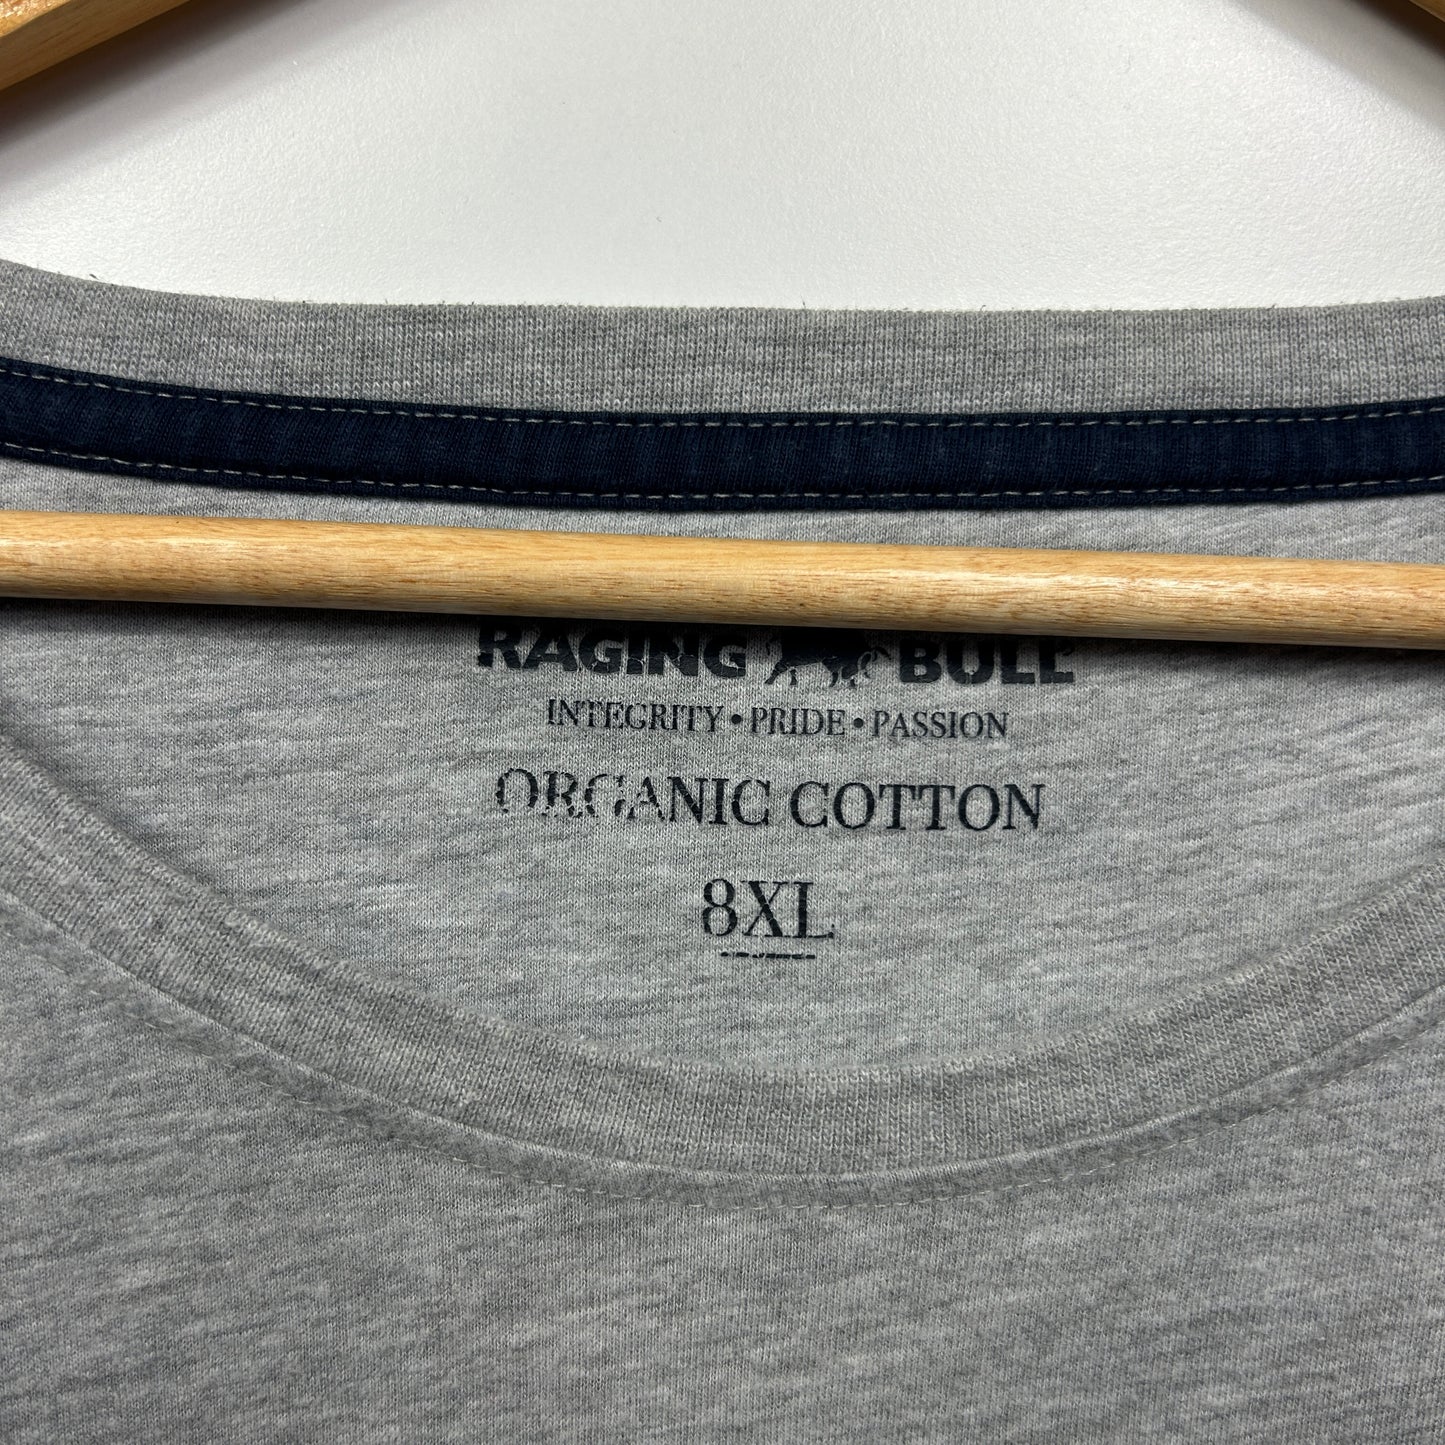 RAGING BULL
INTEGRITY • PRIDE • PASSION
ORGANIC COTTON
8XL